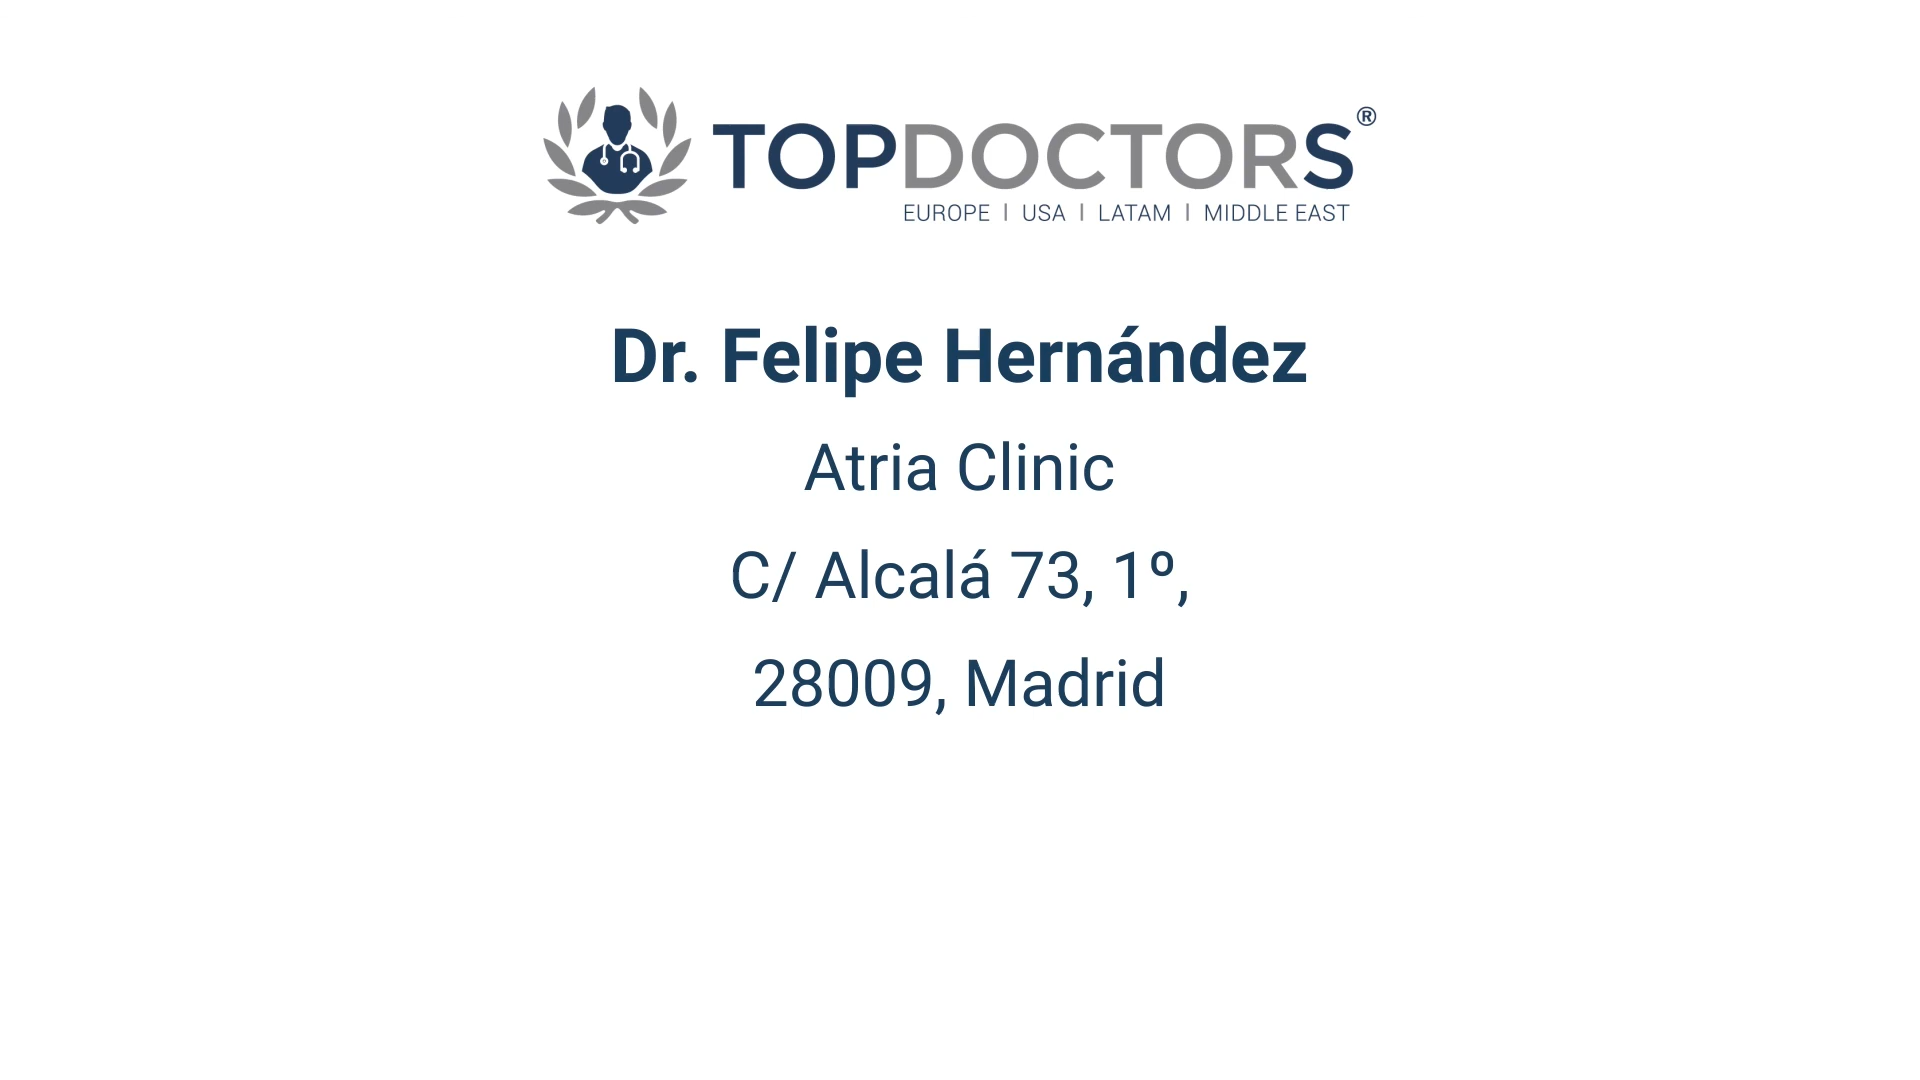 TOPDOCTORS®
EUROPE | USA | LATAM | MIDDLE EAST
Dr. Felipe Hernández
Atria Clinic
C/ Alcalá 73, 1º,
28009, Madrid